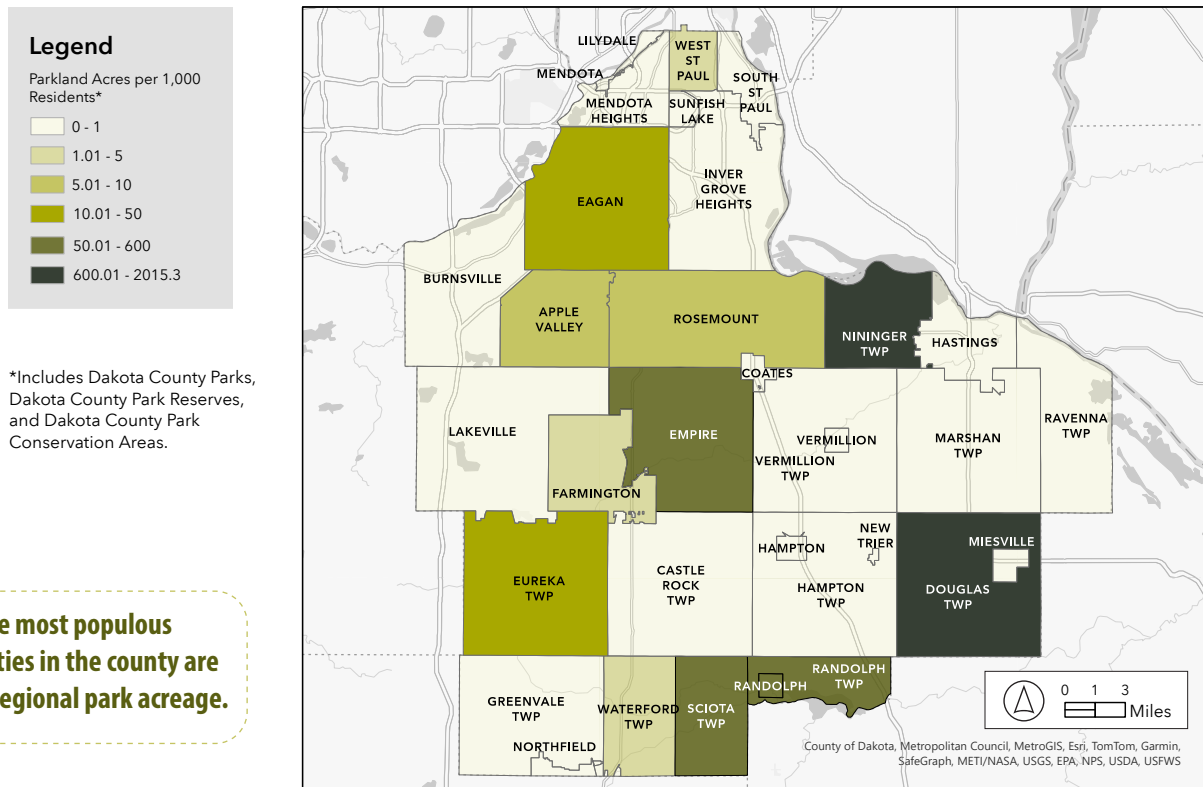 Legend
Parkland Acres per 1,000
Residents*
0 - 1
1.01 - 5
5.01 - 10
10.01 - 50
50.01 - 600
600.01 - 2015.3
*Includes Dakota County Parks,
Dakota County Park Reserves,
and Dakota County Park
Conservation Areas.
e most populous
ties in the county are
egional park acreage.
LILYDALE
WEST
ST
PAUL
MENDOTA
SOUTH
ST
PAUL
MENDOTA
HEIGHTS
SUNFISH
LAKE
INVER
GROVE
HEIGHTS
EAGAN
BURNSVILLE
APPLE
VALLEY
ROSEMOUNT
NININGER
TWP
HASTINGS
COATES
LAKEVILLE
EMPIRE
VERMILLION
VERMILLION
TWP
MARSHAN
TWP
RAVENNA
TWP
FARMINGTON
EUREKA
TWP
CASTLE
ROCK
TWP
HAMPTON
NEW
TRIER
HAMPTON
TWP
MIESVILLE
DOUGLAS
TWP
GREENVALE
TWP
WATERFORD
TWP
SCIOTA
TWP
RANDOLPH
RANDOLPH
TWP
NORTHFIELD
0 1 3
Miles
County of Dakota, Metropolitan Council, MetroGIS, Esri, TomTom, Garmin,
SafeGraph, METI/NASA, USGS, EPA, NPS, USDA, USFWS